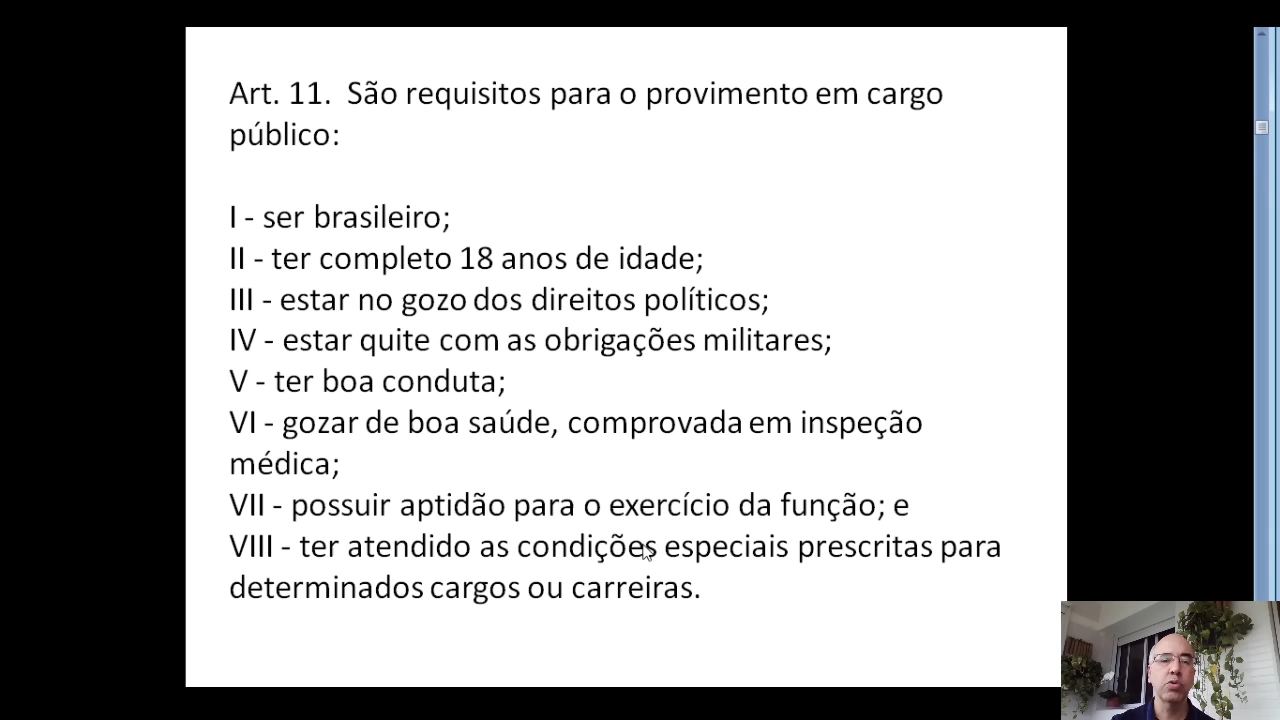 Art. 11.  São requisitos para o provimento em cargo
público:
I - ser brasileiro;
II - ter completo 18 anos de idade;
III - estar no gozo dos direitos políticos;
IV - estar quite com as obrigações militares;
V - ter boa conduta;
VI - gozar de boa saúde, comprovada em inspeção
médica;
VII - possuir aptidão para o exercício da função; e
VIII - ter atendido as condições especiais prescritas para
determinados cargos ou carreiras.